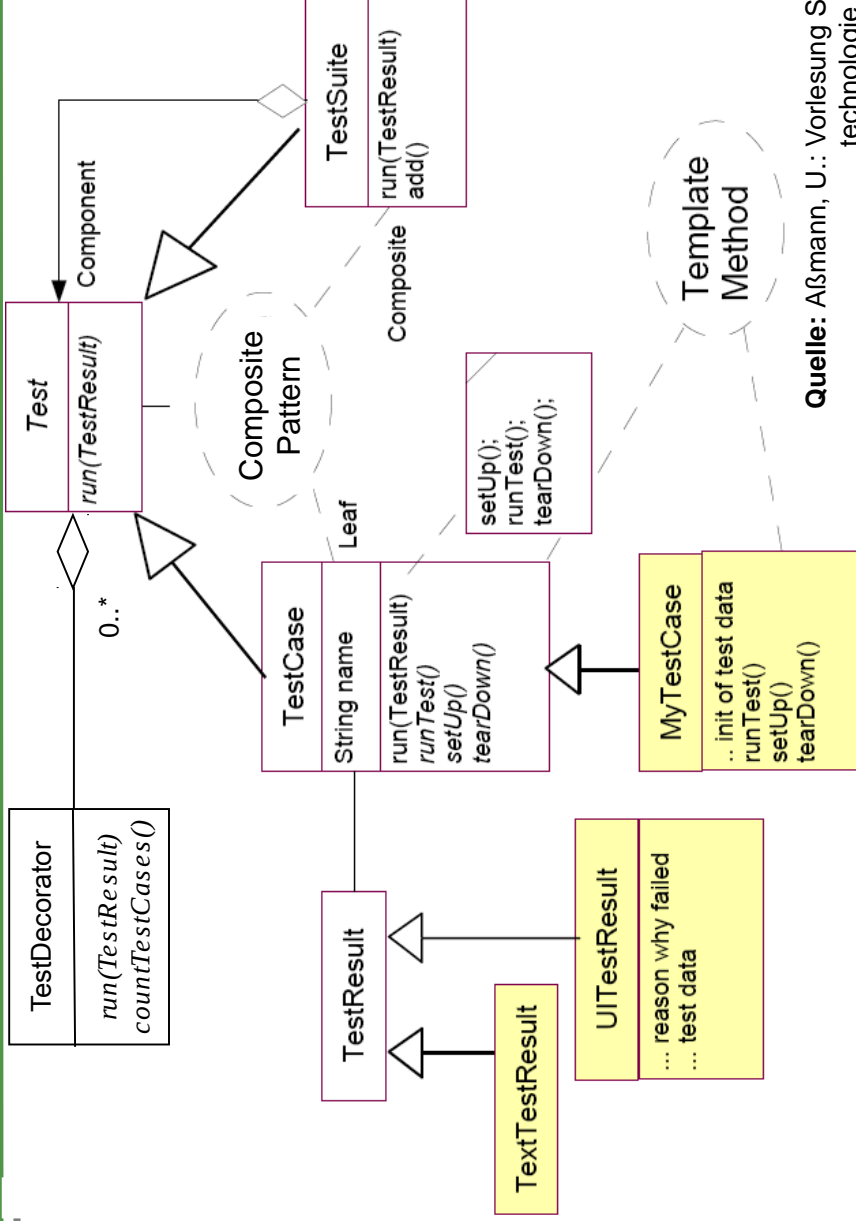 TestDecorator
run(TestResult)
countTestCases()
0..*
Test
run(TestResult)
Component
TestSuite
run(TestResult)
add()
Composite
Pattern
Composite
Leaf
TestCase
String name
run(TestResult)
runTest()
setUp()
tearDown()
setUp();
runTest();
tearDown();
Template
Method
TestResult
TextTestResult
UITestResult
... reason why failed
... test data
MyTestCase
.. init of test data
runTest()
setUp()
tearDown()
Quelle: Aßmann, U.: Vorlesung S
technologie